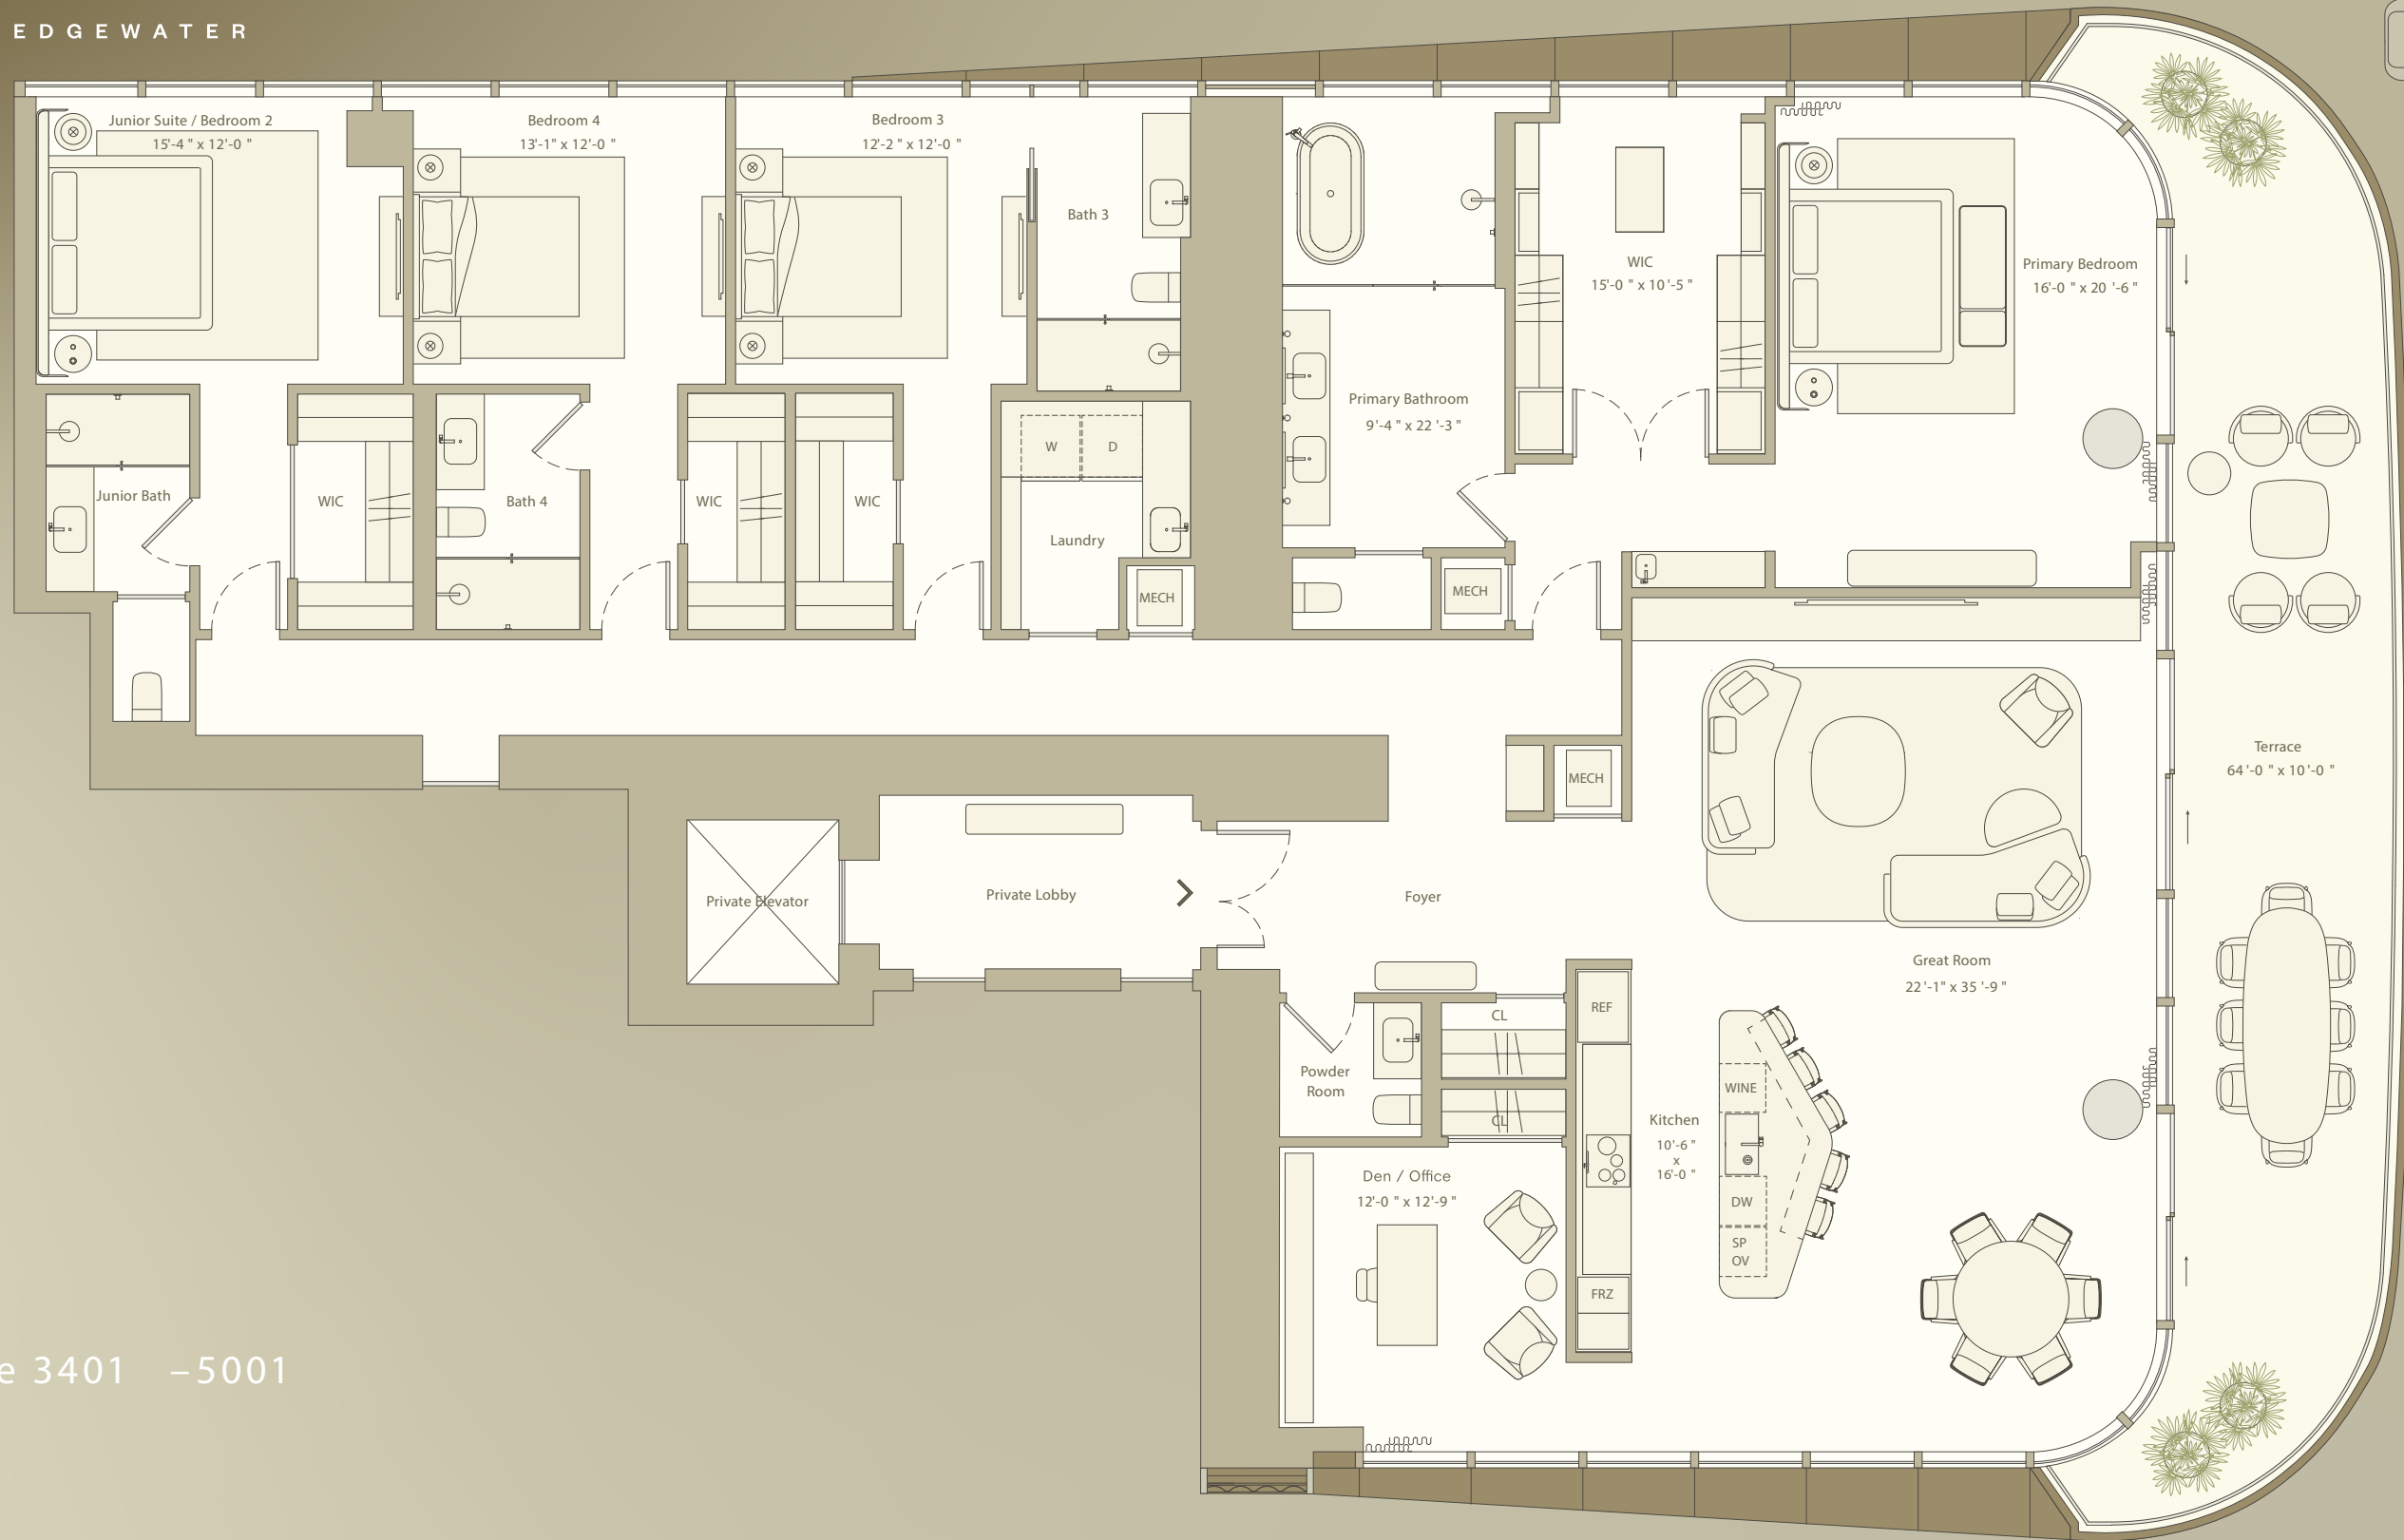 EDGEWATER
Junior Suite / Bedroom 2
15'-4" x 12'-0"
Bedroom 4
13'-1" x 12'-0"
Bedroom 3
12'-2" x 12'-0"
Bath 3
WIC
15'-0" x 10'-5"
Primary Bedroom
16'-0" x 20'-6"
Primary Bathroom
9'-4" x 22'-3"
Junior Bath
WIC
Bath 4
WIC
WIC
W
D
Laundry
MECH
MECH
MECH
Terrace
64'-0" x 10'-0"
Private Elevator
Private Lobby
Foyer
Great Room
22'-1" x 35'-9"
REF
CL
Powder
Room
CL
WINE
Kitchen
10'-6"
x
16'-0"
Den / Office
12'-0" x 12'-9"
DW
SP
OV
FRZ
e 3401 –5001